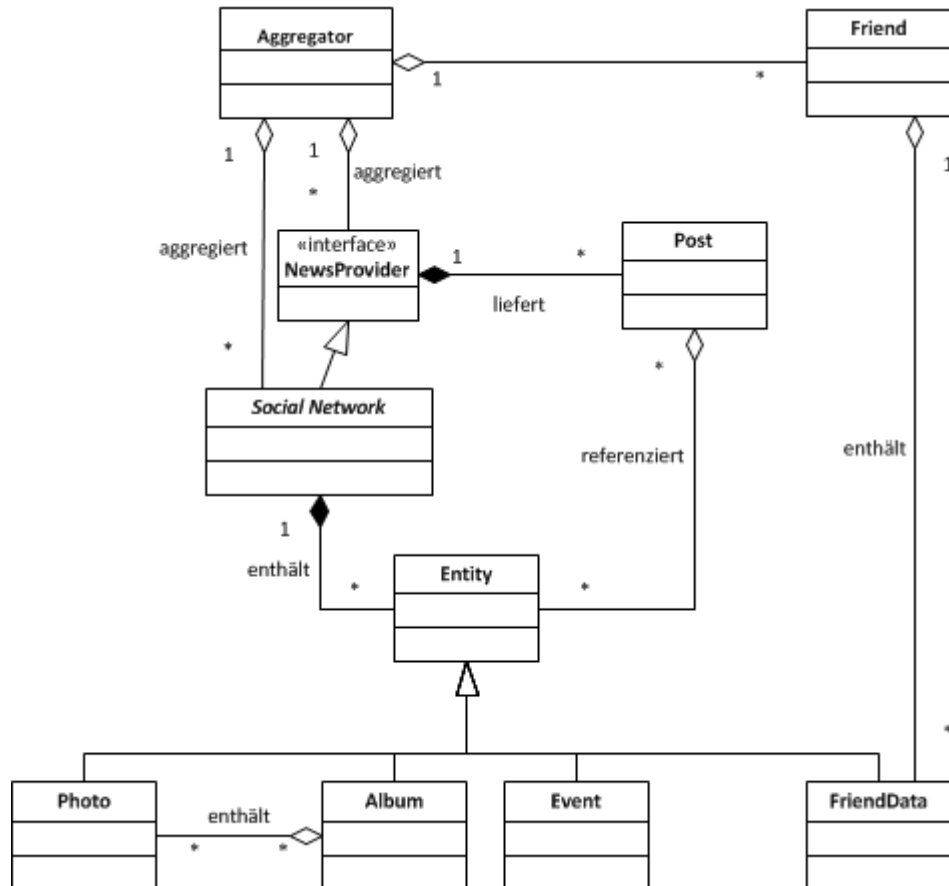 Aggregator
Friend
1
*
1
1
aggregiert
*
1
aggregiert
«interface»
NewsProvider
1
*
liefert
Post
*
*
Social Network
referenziert
enthält
1
enthält
*
Entity
*
*
Photo
enthält
*
*
Album
Event
FriendData